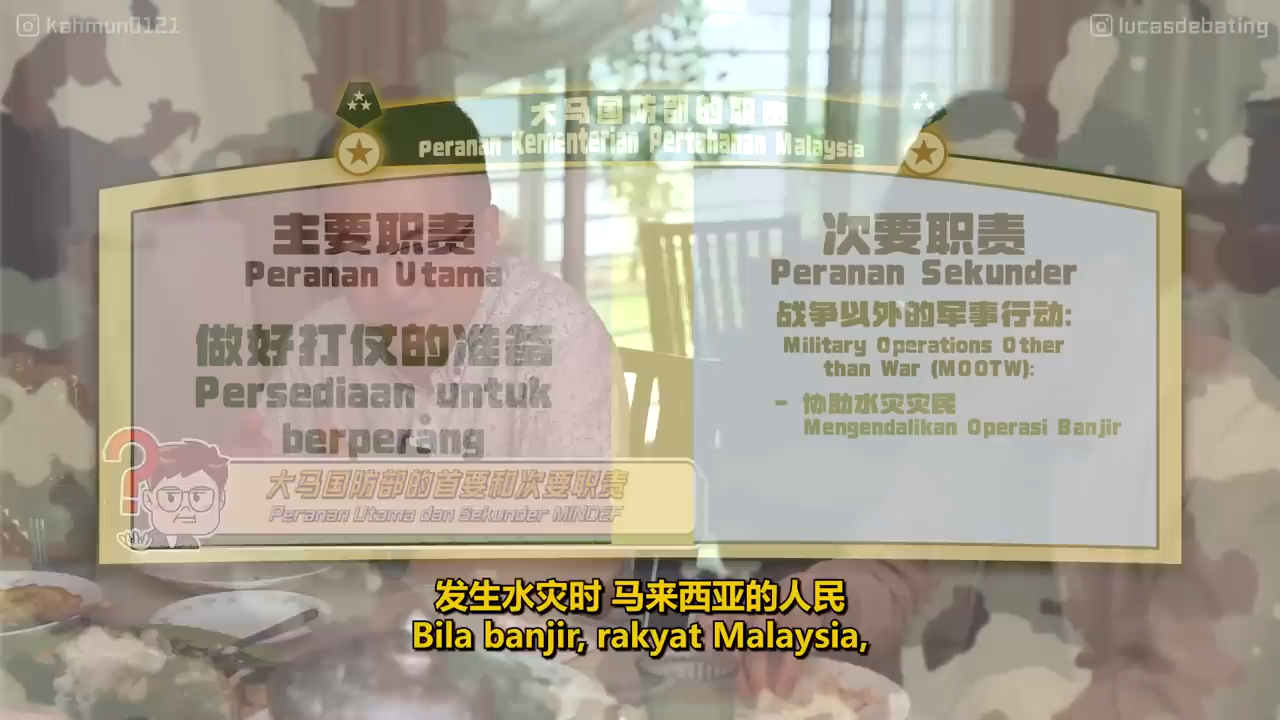 kahmun0121
lucasdebating
大马国防部的职责
Peranan Kementerian Pertahanan Malaysia
主要职责
Peranan Utama
做好打仗的准备
Persediaan untuk
berperang
次要职责
Peranan Sekunder
战争以外的军事行动:
Military Operations Other
than War (MOOTW):
- 协助水灾灾民
Mengendalikan Operasi Banjir
?
大马国防部的首要和次要职责
Peranan Utama dan Sekunder MINDEF
发生水灾时 马来西亚的人民
Bila banjir, rakyat Malaysia,